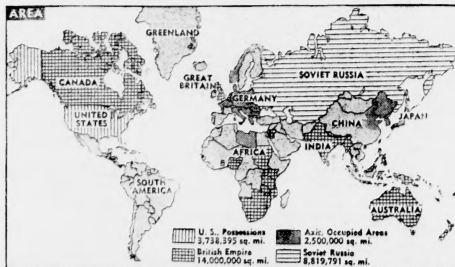 AREA
GREENLAND
CANADA
GREAT
BRITAIN
SOVIET RUSSIA
GERMANY
UNITED
STATES
CHINA
JAPAN
INDIA
AFRICA
SOUTH
AMERICA
AUSTRALIA
U. S., Possessions
3,738,395 sq. mi.
British Empire
14,000,000 sq. mi.
Axis, Occupied Areas
2,500,000 sq. mi.
Soviet Russia
8,819,791 sq. mi.